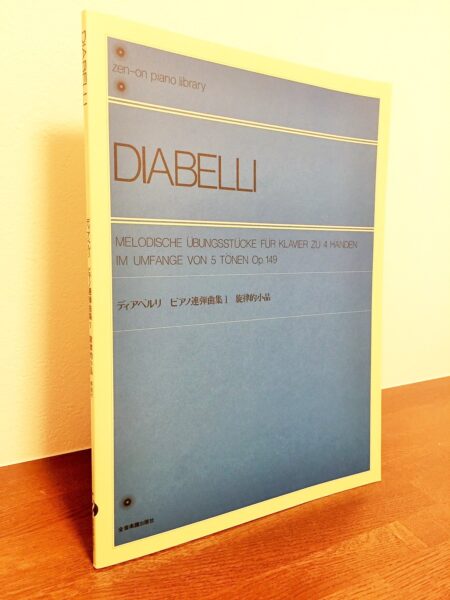 DIABELLI
zen-on piano library
DIABELLI
MELODISCHE ÜBUNGSSTÜCKE FÜR KLAVIER ZU 4 HÄNDEN
IM UMFANGE VON 5 TÖNEN Op.149
ディアベルリ ピアノ連弾曲集1 旋律的小品
全音楽譜出版社